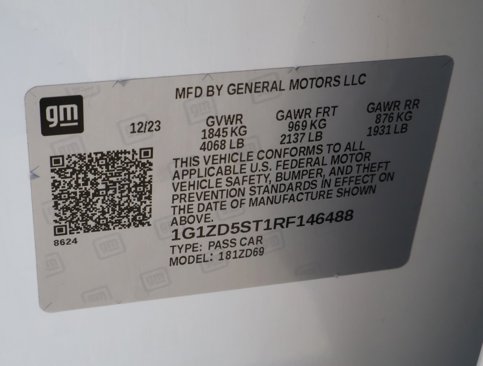 gm
MFD BY GENERAL MOTORS LLC
12/23
GVWR GAWR FRT GAWR RR
1845 KG 969 KG 876 KG
4068 LB 2137 LB 1931 LB
THIS VEHICLE CONFORMS TO ALL
APPLICABLE U.S. FEDERAL MOTOR
VEHICLE SAFETY, BUMPER, AND THEFT
PREVENTION STANDARDS IN EFFECT ON
THE DATE OF MANUFACTURE SHOWN
ABOVE.
8624
1G1ZD5ST1RF146488
TYPE: PASS CAR
MODEL: 181ZD69